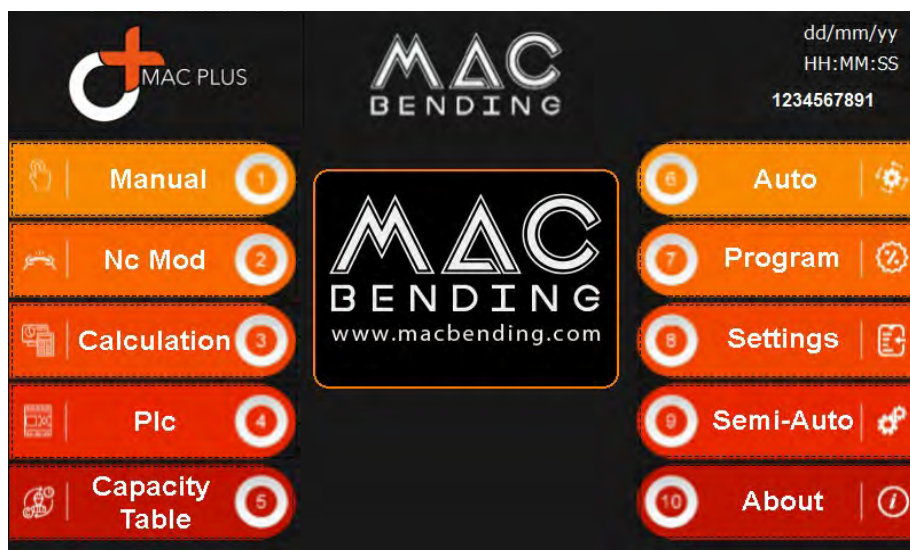 MAC PLUS
MAC
BENDING
dd/mm/yy
HH:MM:SS
1234567891
Manual 1
Nc Mod 2
Calculation 3
Plc 4
Capacity
Table 5
MAC
BENDING
www.macbending.com
6 Auto
7 Program
8 Settings
9 Semi-Auto
10 About